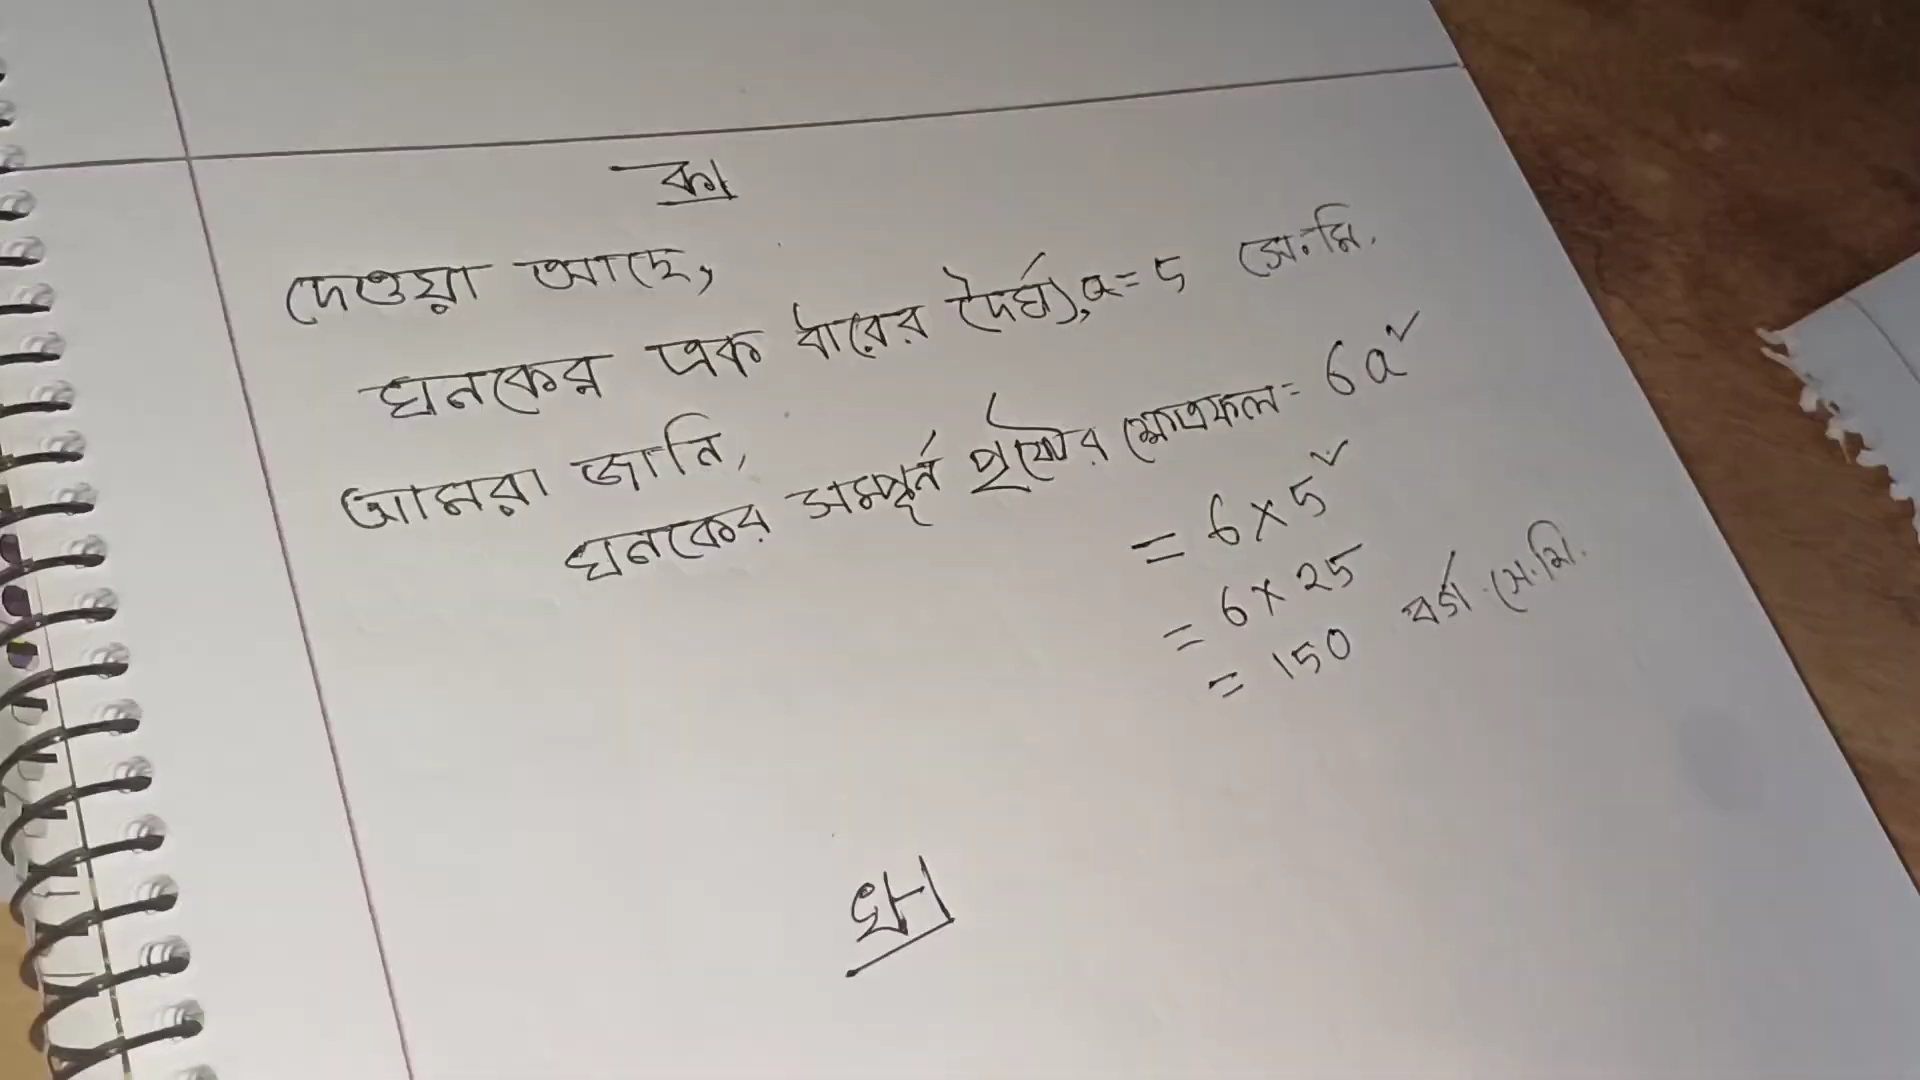 ক।
দেওয়া আছে,
ঘনকের এক ধারের দৈর্ঘ্য, a = 5 সে.মি.
আমরা জানি,
ঘনকের সম্পূর্ন পৃষ্ঠের ক্ষেত্রফল = 6a²
= 6 × 5²
= 6 × 25
= 150 বর্গ সে.মি.
খ।